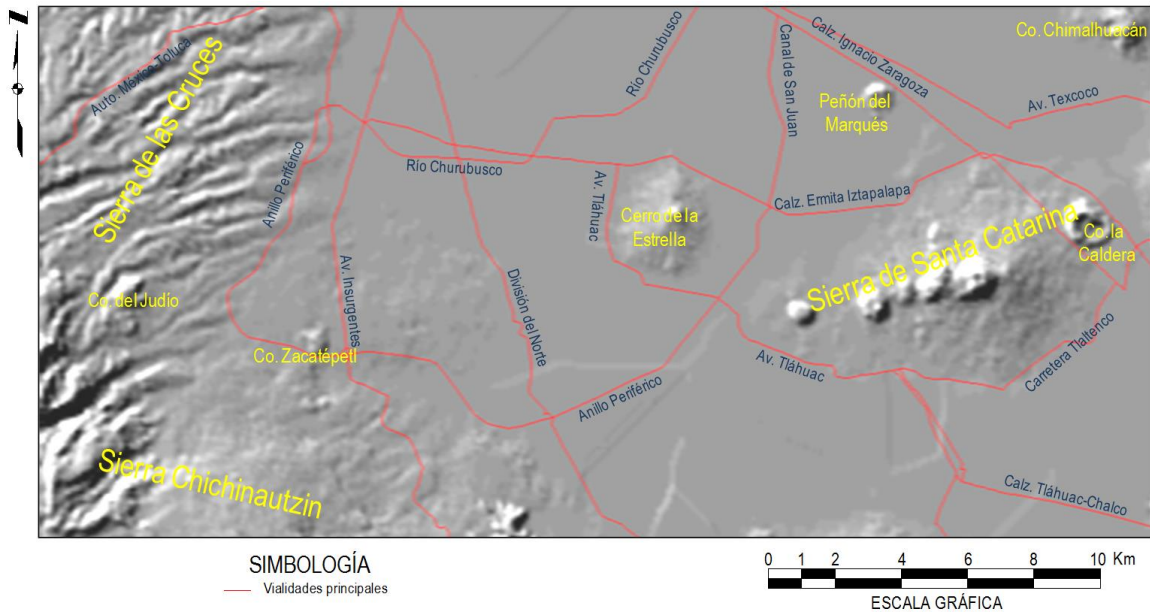 N
Auto. México-Toluca
Sierra de las Cruces
Anillo Periférico
Co. del Judío
Av. Insurgentes
Co. Zacatépetl
Sierra Chichinautzin
Río Churubusco
Río Churubusco
División del Norte
Anillo Periférico
Av. Tláhuac
Cerro de la
Estrella
Canal de San Juan
Calz. Ignacio Zaragoza
Peñón del
Marqués
Co. Chimalhuacán
Av. Texcoco
Calz. Ermita Iztapalapa
Sierra de Santa Catarina
Co. la
Caldera
Av. Tláhuac
Carretera Tlaltenco
Calz. Tláhuac-Chalco
SIMBOLOGÍA
Vialidades principales
0 1 2 4 6 8 10 Km
ESCALA GRÁFICA